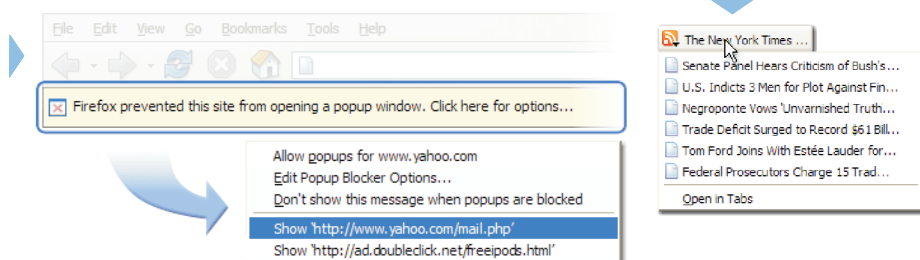 File Edit View Go Bookmarks Tools Help
Firefox prevented this site from opening a popup window. Click here for options...
Allow popups for www.yahoo.com
Edit Popup Blocker Options...
Don't show this message when popups are blocked
Show 'http://www.yahoo.com/mail.php'
Show 'http://ad.doubleclick.net/freeipods.html'
The New York Times ...
Senate Panel Hears Criticism of Bush's...
U.S. Indicts 3 Men for Plot Against Fin...
Negroponte Vows 'Unvarnished Truth...
Trade Deficit Surged to Record $61 Bill...
Tom Ford Joins With Estée Lauder for...
Federal Prosecutors Charge 15 Trad...
Open in Tabs